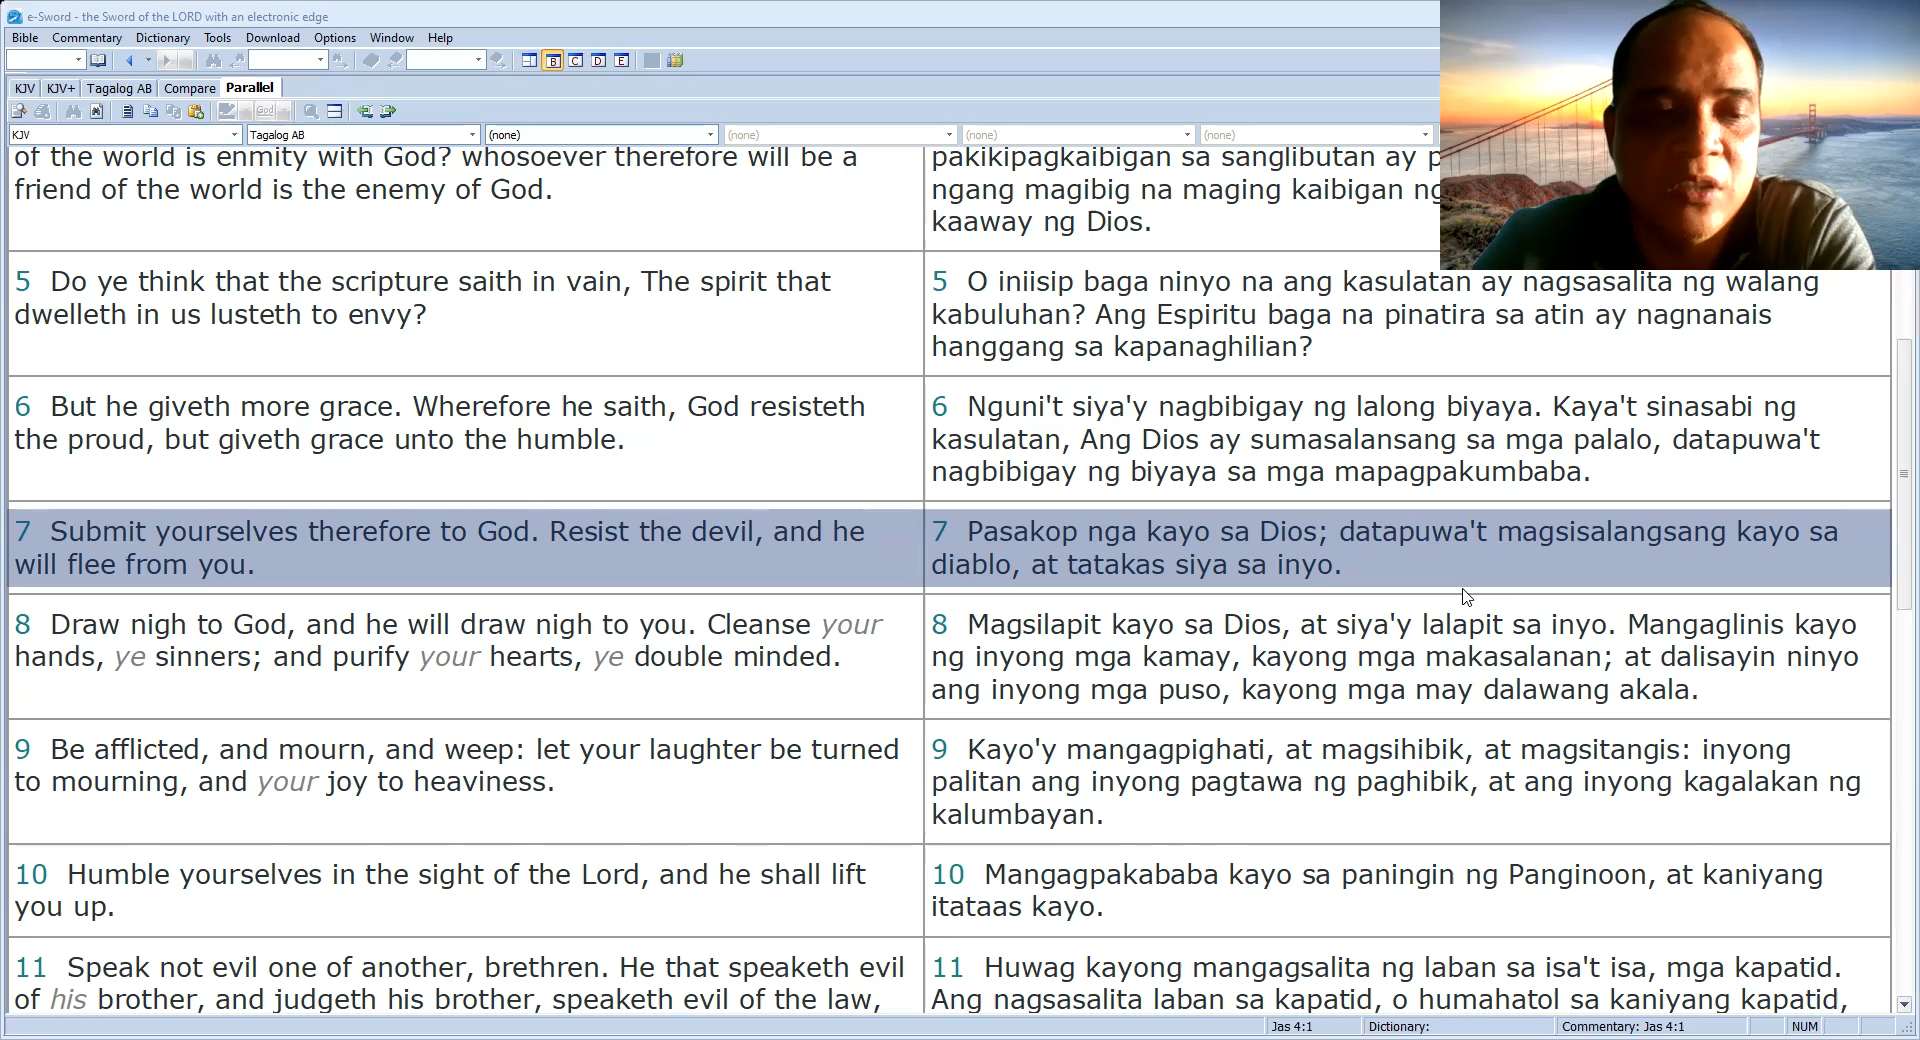 e-Sword - the Sword of the LORD with an electronic edge
Bible Commentary Dictionary Tools Download Options Window Help
B C D E
KJV KJV+ Tagalog AB Compare Parallel
God
KJV Tagalog AB (none) (none) (none) (none)
of the world is enmity with God? whosoever therefore will be a
friend of the world is the enemy of God.
5 Do ye think that the scripture saith in vain, The spirit that
dwelleth in us lusteth to envy?
6 But he giveth more grace. Wherefore he saith, God resisteth
the proud, but giveth grace unto the humble.
7 Submit yourselves therefore to God. Resist the devil, and he
will flee from you.
8 Draw nigh to God, and he will draw nigh to you. Cleanse your
hands, ye sinners; and purify your hearts, ye double minded.
9 Be afflicted, and mourn, and weep: let your laughter be turned
to mourning, and your joy to heaviness.
10 Humble yourselves in the sight of the Lord, and he shall lift
you up.
11 Speak not evil one of another, brethren. He that speaketh evil
of his brother, and judgeth his brother, speaketh evil of the law,
pakikipagkaibigan sa sanglibutan ay
ngang magibig na maging kaibigan
kaaway ng Dios.
5 O iniisip baga ninyo na ang kasulatan ay nagsasalita ng walang
kabuluhan? Ang Espiritu baga na pinatira sa atin ay nagnanais
hanggang sa kapanaghilian?
6 Nguni't siya'y nagbibigay ng lalong biyaya. Kaya't sinasabi ng
kasulatan, Ang Dios ay sumasalansang sa mga palalo, datapuwa't
nagbibigay ng biyaya sa mga mapagpakumbaba.
7 Pasakop nga kayo sa Dios; datapuwa't magsisalangsang kayo sa
diablo, at tatakas siya sa inyo.
8 Magsilapit kayo sa Dios, at siya'y lalapit sa inyo. Mangaglinis kayo
ng inyong mga kamay, kayong mga makasalanan; at dalisayin ninyo
ang inyong mga puso, kayong mga may dalawang akala.
9 Kayo'y mangagpighati, at magsihibik, at magsitangis: inyong
palitan ang inyong pagtawa ng paghibik, at ang inyong kagalakan ng
kalumbayan.
10 Mangagpakababa kayo sa paningin ng Panginoon, at kaniyang
itataas kayo.
11 Huwag kayong mangagsalita ng laban sa isa't isa, mga kapatid.
Ang nagsasalita laban sa kapatid, o humahatol sa kaniyang kapatid,
Jas 4:1 Dictionary: Commentary: Jas 4:1 NUM